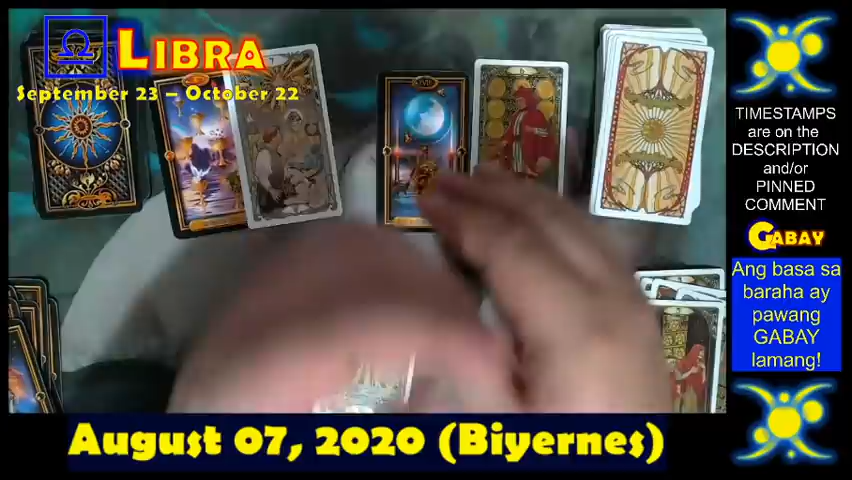 LIBRA
September 23 – October 22
TIMESTAMPS
are on the
DESCRIPTION
and/or
PINNED
COMMENT
GABAY
Ang basa sa
baraha ay
pawang
GABAY
lamang!
August 07, 2020 (Biyernes)